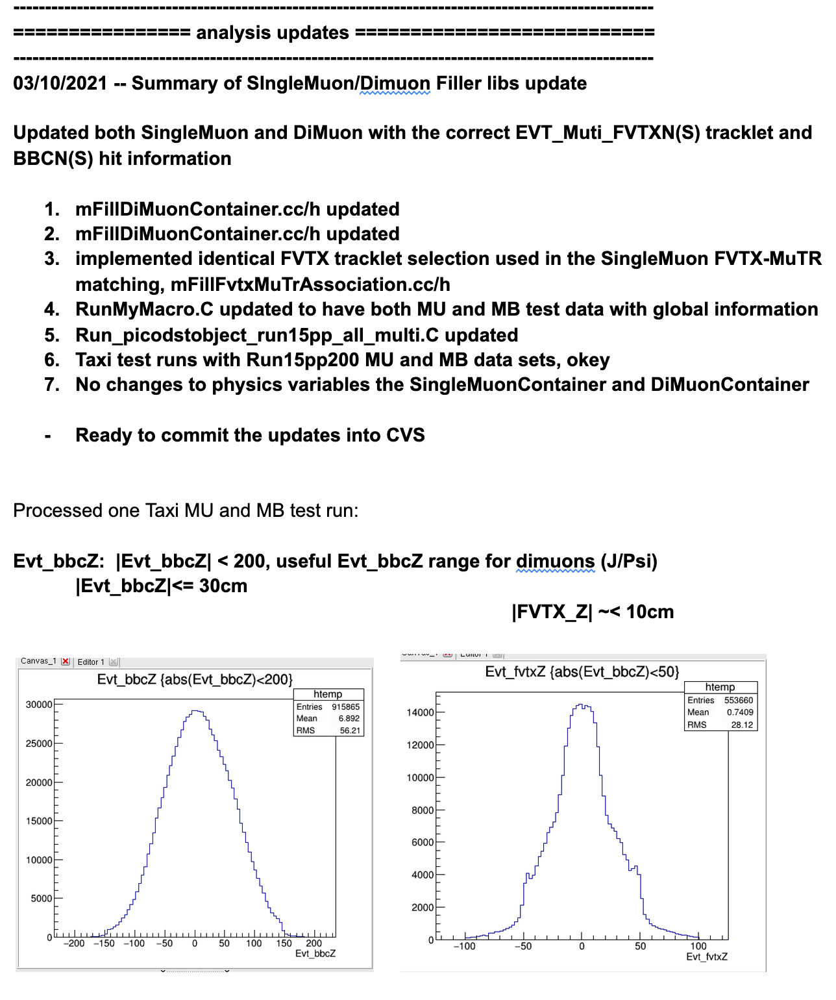 --------------------------------------------------------------------------------------------------
================ analysis updates ===========================
--------------------------------------------------------------------------------------------------
03/10/2021 -- Summary of SIngleMuon/Dimuon Filler libs update
Updated both SingleMuon and DiMuon with the correct EVT_Muti_FVTXN(S) tracklet and
BBCN(S) hit information
1. mFillDiMuonContainer.cc/h updated
2. mFillDiMuonContainer.cc/h updated
3. implemented identical FVTX tracklet selection used in the SingleMuon FVTX-MuTR
matching, mFillFvtxMuTrAssociation.cc/h
4. RunMyMacro.C updated to have both MU and MB test data with global information
5. Run_picodstobject_run15pp_all_multi.C updated
6. Taxi test runs with Run15pp200 MU and MB data sets, okey
7. No changes to physics variables the SingleMuonContainer and DiMuonContainer
- Ready to commit the updates into CVS
Processed one Taxi MU and MB test run:
Evt_bbcZ: |Evt_bbcZ| < 200, useful Evt_bbcZ range for dimuons (J/Psi)
|Evt_bbcZ|<= 30cm
|FVTX_Z| ~< 10cm
Canvas_1 Editor 1
Evt_bbcZ {abs(Evt_bbcZ)<200}
htemp
Entries 915865
Mean 6.892
RMS 56.21
30000
25000
20000
15000
10000
5000
0
−200 −150 −100 −50 0 50 100 150 200
Evt_bbcZ
Canvas_1 Editor 1
Evt_fvtxZ {abs(Evt_bbcZ)<50}
htemp
Entries 553660
Mean 0.7409
RMS 28.12
14000
12000
10000
8000
6000
4000
2000
0
−100 −50 0 50 100
Evt_fvtxZ